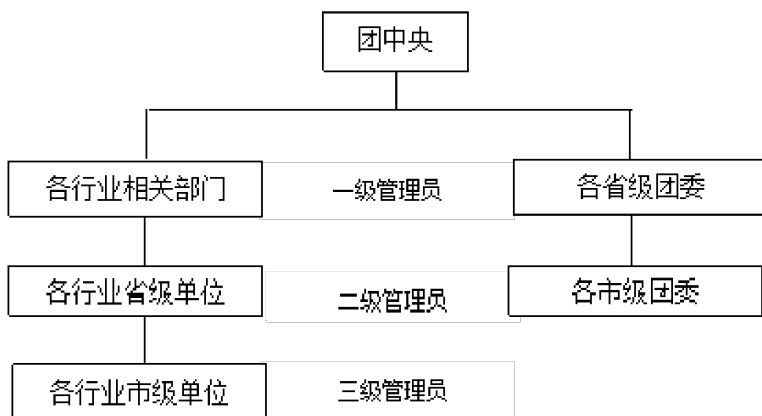 团中央
各行业相关部门
一级管理员
各省级团委
各行业省级单位
二级管理员
各市级团委
各行业市级单位
三级管理员